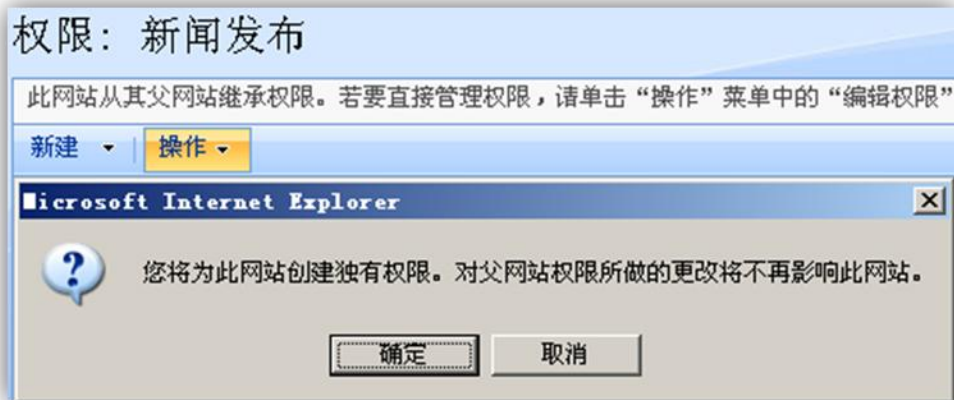 权限: 新闻发布
此网站从其父网站继承权限。若要直接管理权限，请单击“操作”菜单中的“编辑权限”
新建 操作
Microsoft Internet Explorer
您将为此网站创建独有权限。对父网站权限所做的更改将不再影响此网站。
确定 取消